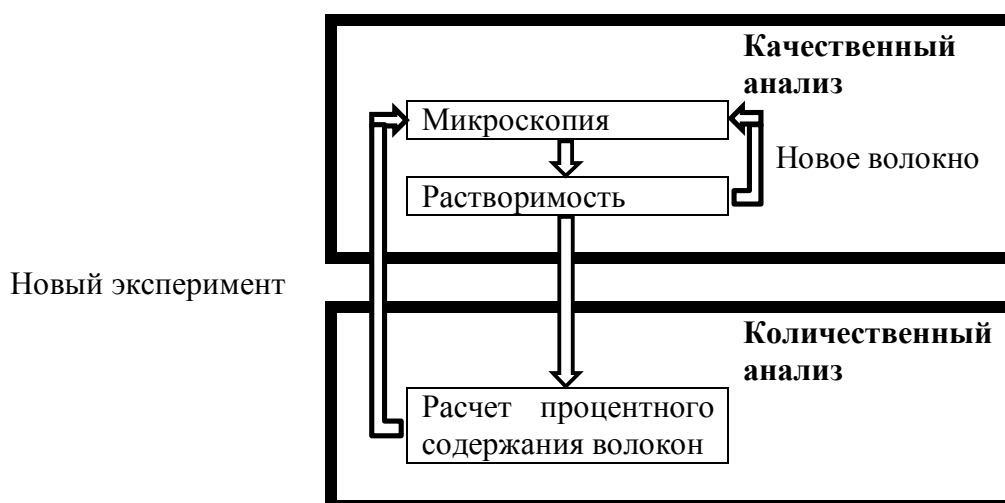 Качественный
анализ
Микроскопия
Новое волокно
Растворимость
Новый эксперимент
Количественный
анализ
Расчет процентного
содержания волокон